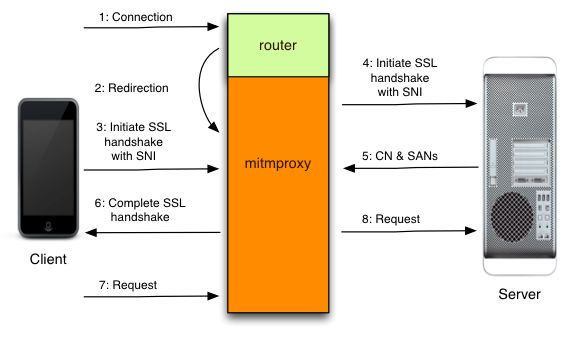 1: Connection
router
2: Redirection
3: Initiate SSL
handshake
with SNI
mitmproxy
4: Initiate SSL
handshake
with SNI
5: CN & SANs
6: Complete SSL
handshake
7: Request
8: Request
Client
Server